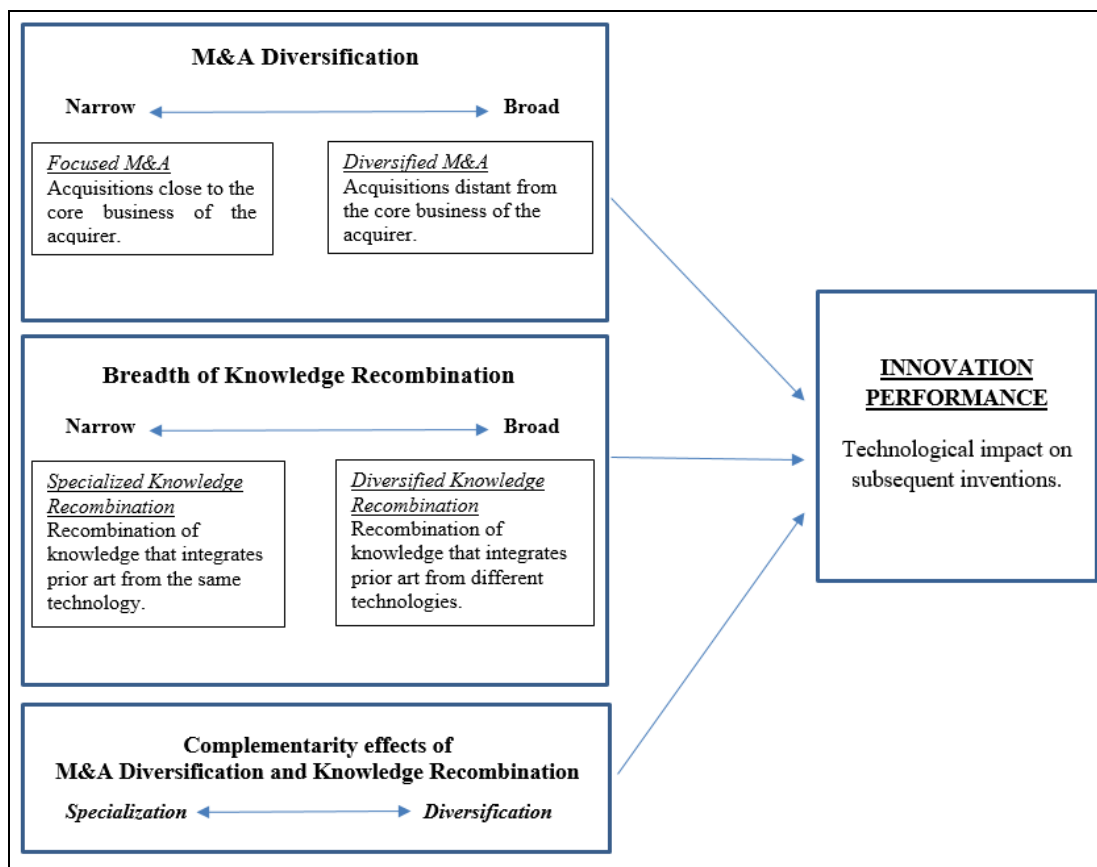 M&A Diversification
Narrow
Broad
Focused M&A
Acquisitions close to the
core business of the
acquirer.
Diversified M&A
Acquisitions distant from
the core business of the
acquirer.
Breadth of Knowledge Recombination
Narrow
Broad
Specialized Knowledge
Recombination
Recombination of
knowledge that integrates
prior art from the same
technology.
Diversified Knowledge
Recombination
Recombination of
knowledge that integrates
prior art from different
technologies.
Complementarity effects of
M&A Diversification and Knowledge Recombination
Specialization
Diversification
INNOVATION
PERFORMANCE
Technological impact on
subsequent inventions.